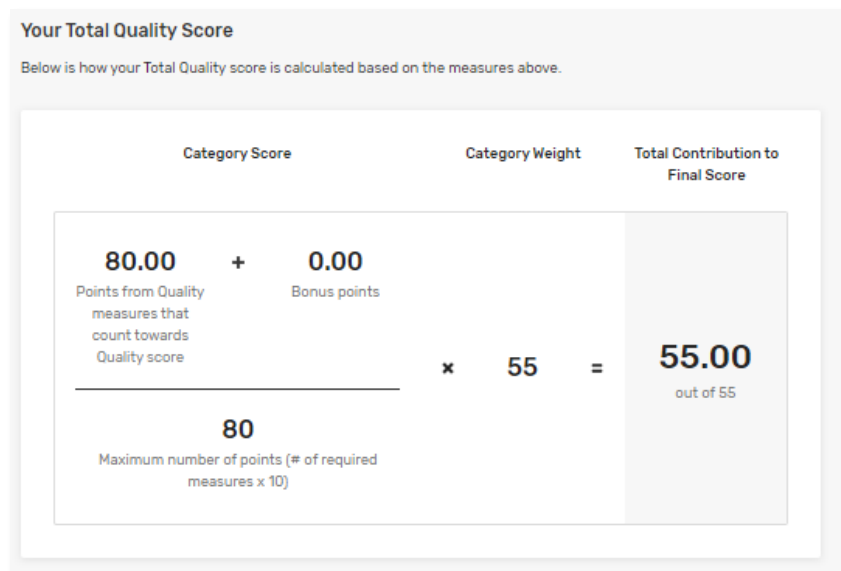 Your Total Quality Score
Below is how your Total Quality score is calculated based on the measures above.
Category Score
Category Weight
Total Contribution to
Final Score
80.00 + 0.00
Points from Quality
measures that
count towards
Quality score
Bonus points
80
Maximum number of points (# of required
measures x 10)
× 55 =
55.00
out of 55